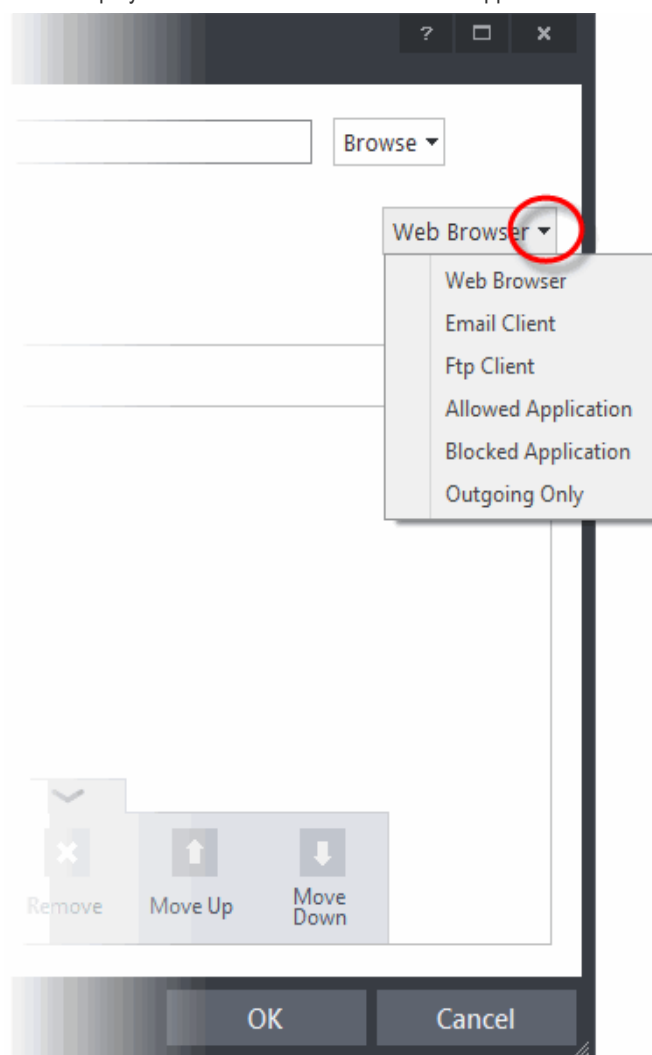 ?
Browse
Web Browser
Web Browser
Email Client
Ftp Client
Allowed Application
Blocked Application
Outgoing Only
Remove
Move Up
Move
Down
OK
Cancel